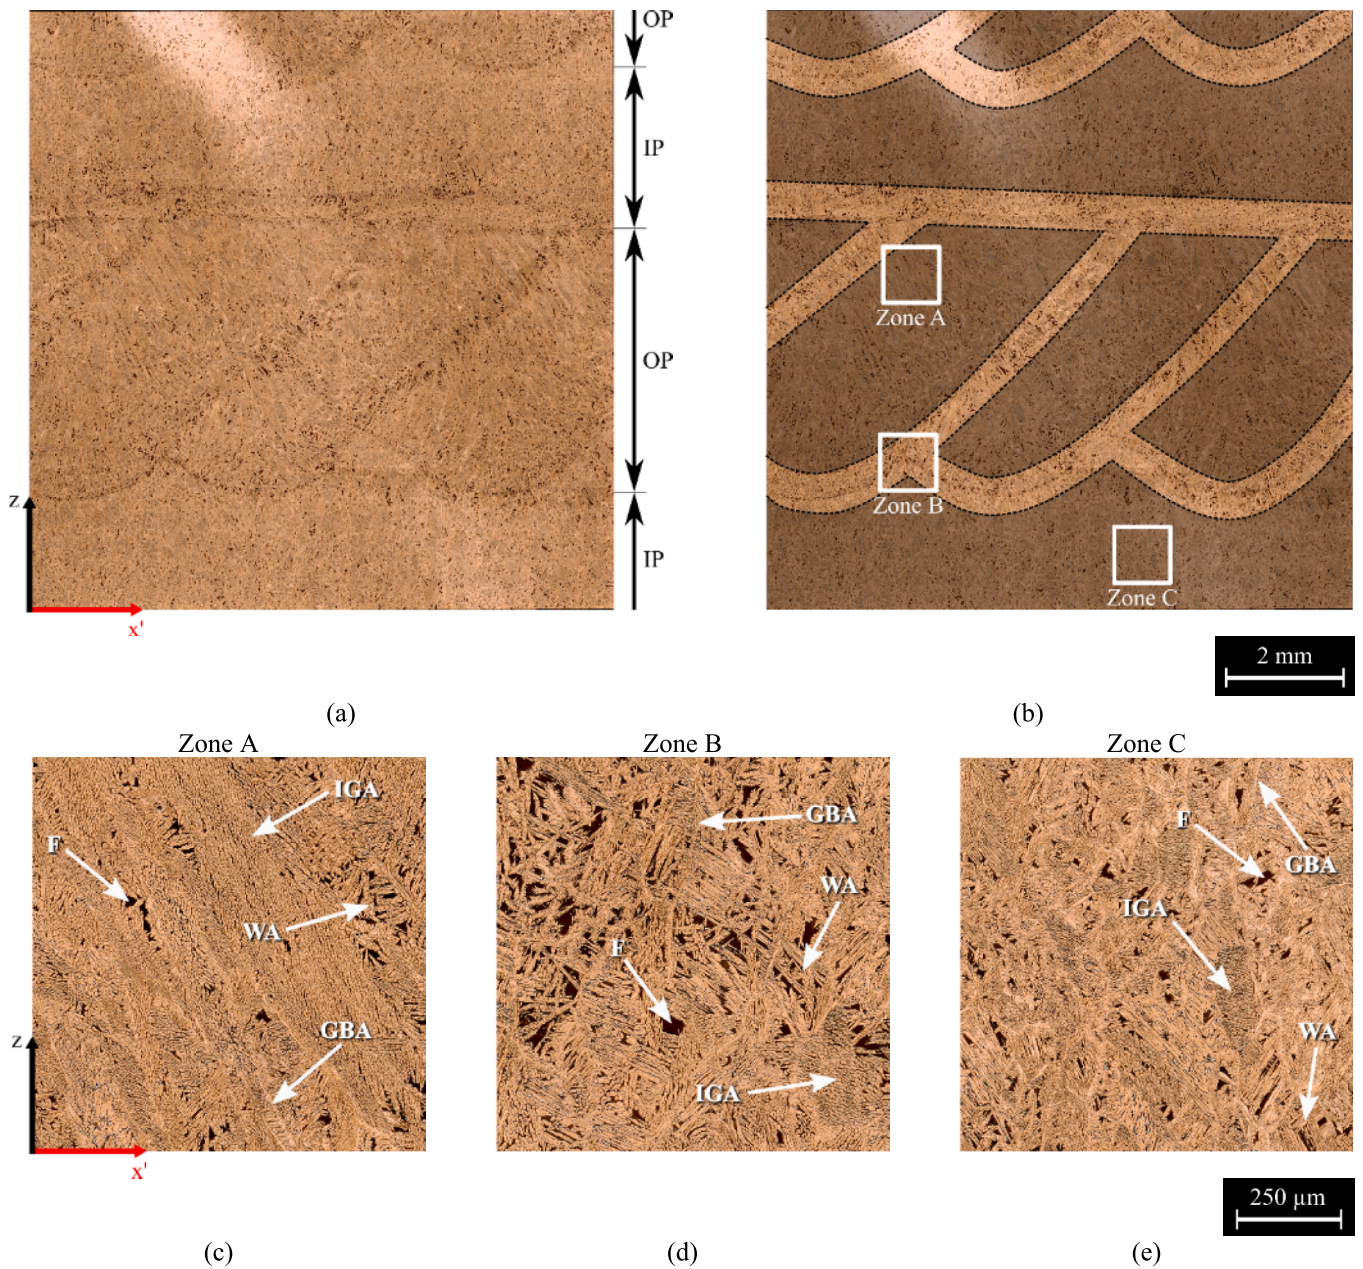 OP
IP
OP
IP
z
x'
Zone A
Zone B
Zone C
2 mm
(a)
(b)
Zone A
Zone B
Zone C
IGA
F
WA
GBA
z
x'
GBA
WA
F
IGA
F
GBA
IGA
WA
250 µm
(c)
(d)
(e)